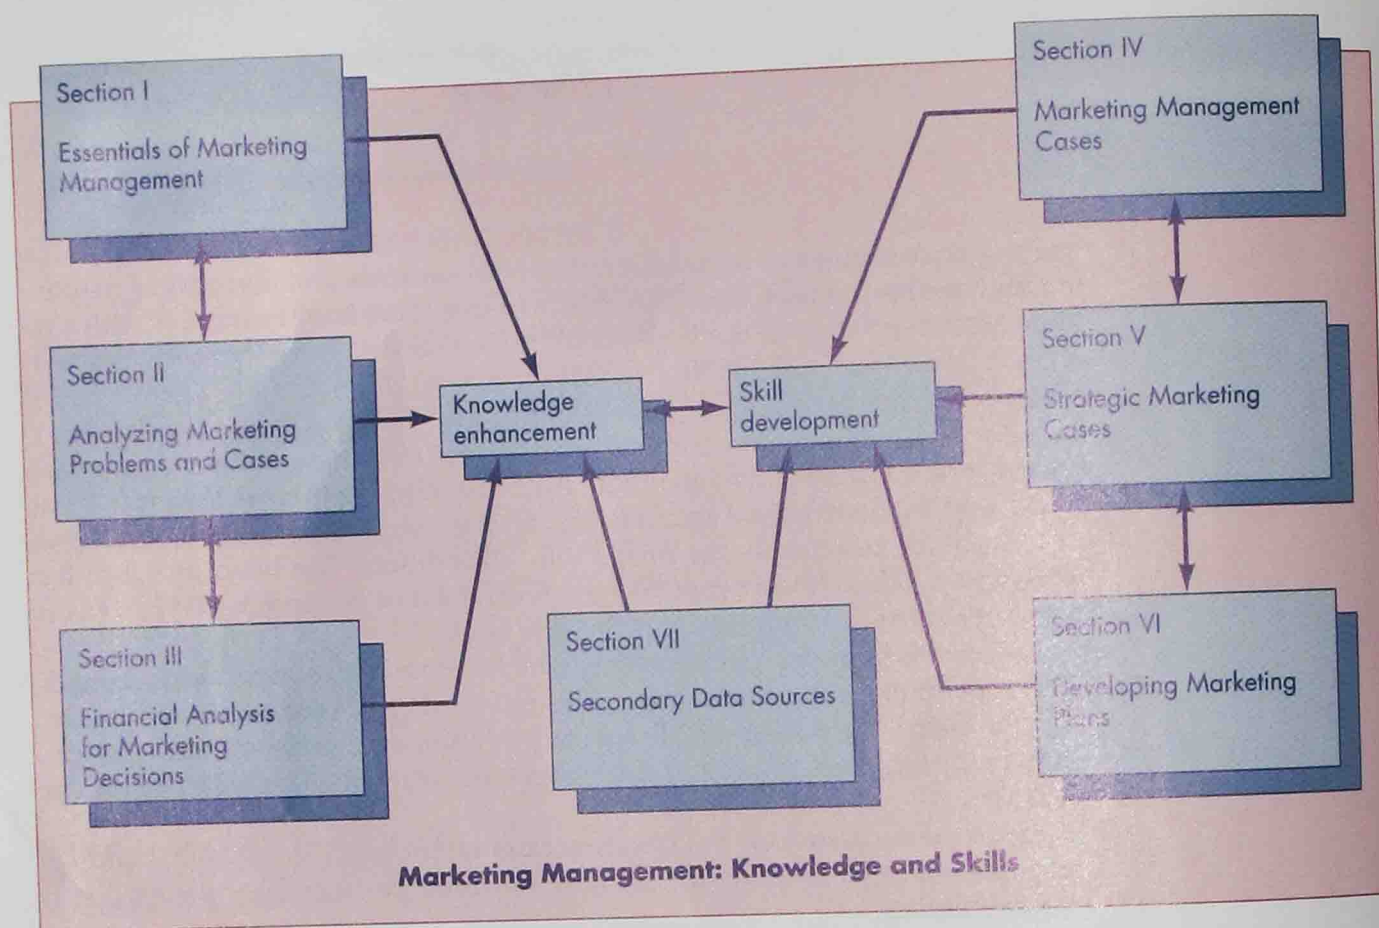 Section I
Essentials of Marketing
Management
Section II
Analyzing Marketing
Problems and Cases
Section III
Financial Analysis
for Marketing
Decisions
Knowledge
enhancement
Skill
development
Section VII
Secondary Data Sources
Section IV
Marketing Management
Cases
Section V
Strategic Marketing
Cases
Section VI
Developing Marketing
Plans
Marketing Management: Knowledge and Skills